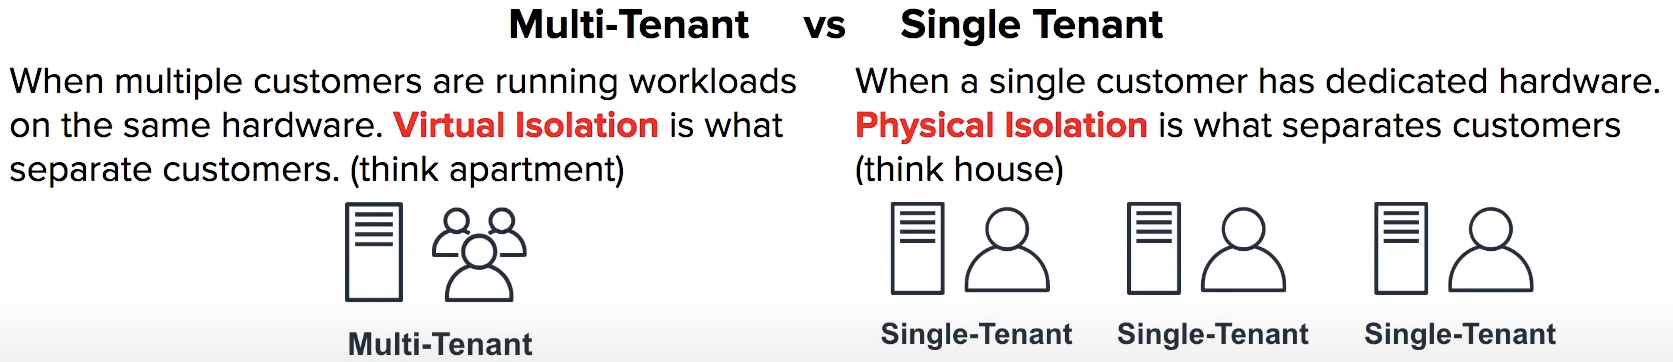 Multi-Tenant vs Single Tenant
When multiple customers are running workloads
on the same hardware. Virtual Isolation is what
separate customers. (think apartment)
When a single customer has dedicated hardware.
Physical Isolation is what separates customers
(think house)
Multi-Tenant
Single-Tenant
Single-Tenant
Single-Tenant